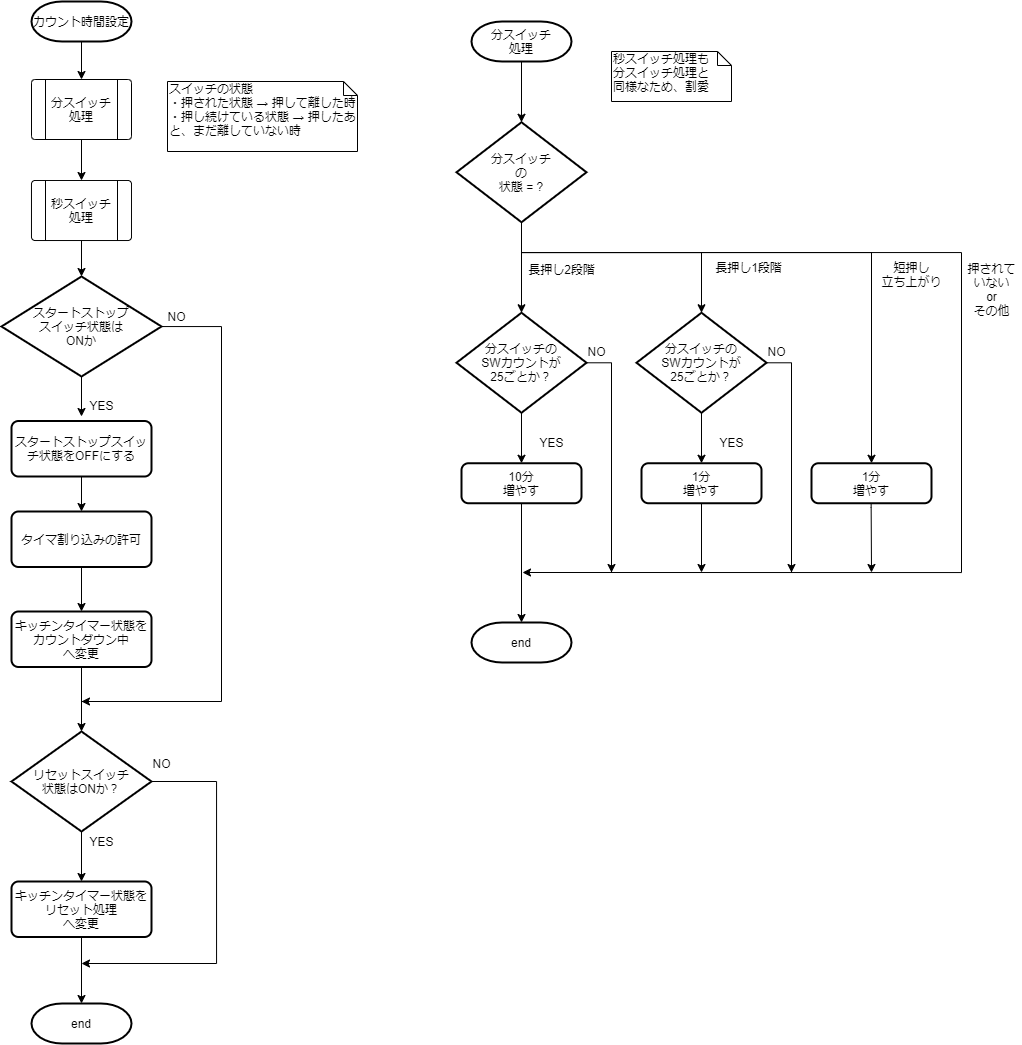 カウント時間設定
分スイッチ
処理
秒スイッチ
処理
スイッチの状態
・押された状態 → 押して離した時
・押し続けている状態 → 押したあ
と、まだ離していない時
スタートストップ
スイッチ状態は
ONか
NO
YES
スタートストップスイッ
チ状態をOFFにする
タイマ割り込みの許可
キッチンタイマー状態を
カウントダウン中
へ変更
リセットスイッチ
状態はONか？
NO
YES
キッチンタイマー状態を
リセット処理
へ変更
end
分スイッチ
処理
秒スイッチ処理も
分スイッチ処理と
同様なため、割愛
分スイッチ
の
状態 = ?
長押し2段階
長押し1段階
短押し
立ち上がり
押されて
いない
or
その他
分スイッチの
SWカウントが
25ごとか？
NO
YES
10分
増やす
分スイッチの
SWカウントが
25ごとか？
NO
YES
1分
増やす
1分
増やす
end